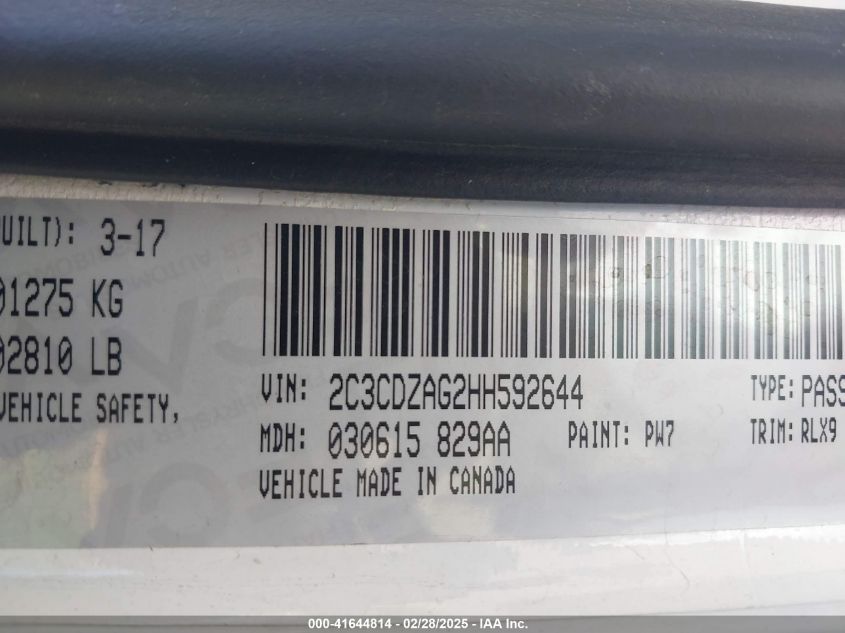 UILT): 3-17
01275 KG
02810 LB
VEHICLE SAFETY,
VIN: 2C3CDZAG2HH592644
TYPE: PASS
MDH: 030615 829AA
PAINT: PW7
TRIM: RLX9
VEHICLE MADE IN CANADA
000-41644814 - 02/28/2025 - IAA Inc.